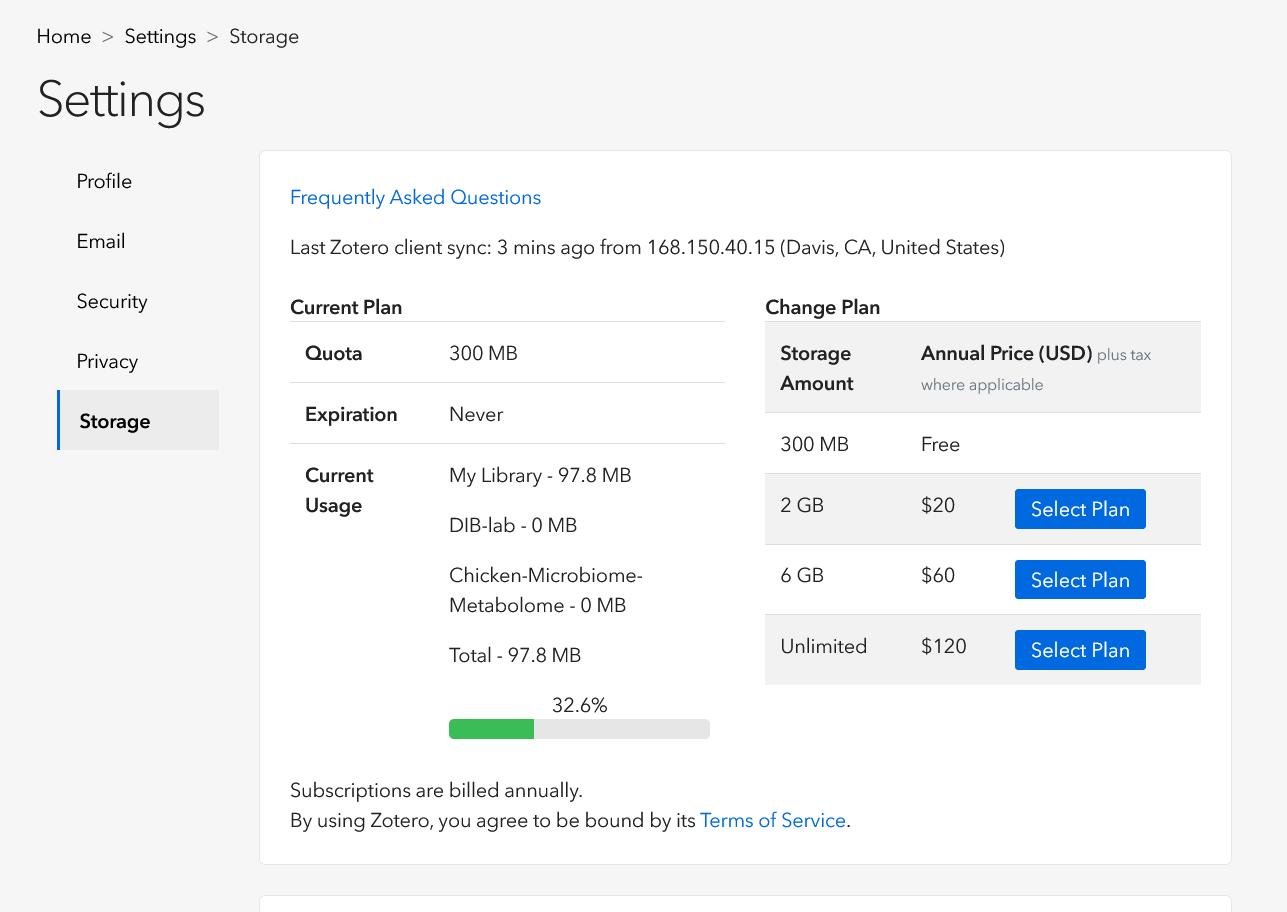 Home > Settings > Storage
Settings
Profile
Email
Security
Privacy
Storage
Frequently Asked Questions
Last Zotero client sync: 3 mins ago from 168.150.40.15 (Davis, CA, United States)
Current Plan
Quota 300 MB
Expiration Never
Current Usage
My Library - 97.8 MB
DIB-lab - 0 MB
Chicken-Microbiome-
Metabolome - 0 MB
Total - 97.8 MB
32.6%
Change Plan
Storage Amount
Annual Price (USD) plus tax
where applicable
300 MB Free
2 GB $20 Select Plan
6 GB $60 Select Plan
Unlimited $120 Select Plan
Subscriptions are billed annually.
By using Zotero, you agree to be bound by its Terms of Service.